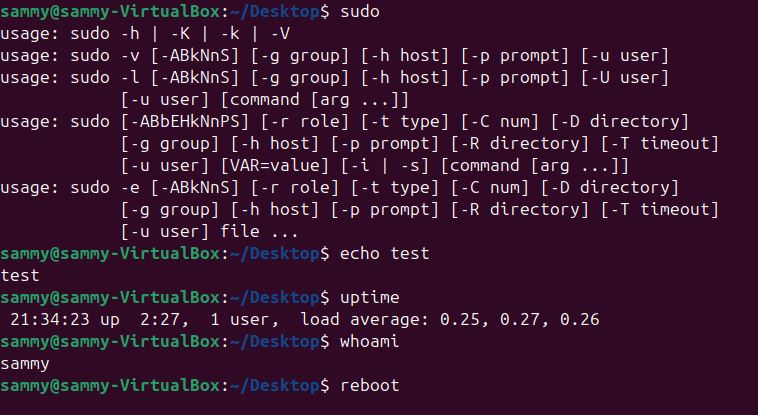 sammy@sammy-VirtualBox:~/Desktop$ sudo
usage: sudo -h | -K | -k | -V
usage: sudo -v [-ABkNnS] [-g group] [-h host] [-p prompt] [-u user]
usage: sudo -l [-ABkNnS] [-g group] [-h host] [-p prompt] [-U user]
            [-u user] [command [arg ...]]
usage: sudo [-ABbEHkNnPS] [-r role] [-t type] [-C num] [-D directory]
            [-g group] [-h host] [-p prompt] [-R directory] [-T timeout]
            [-u user] [VAR=value] [-i | -s] [command [arg ...]]
usage: sudo -e [-ABkNnS] [-r role] [-t type] [-C num] [-D directory]
            [-g group] [-h host] [-p prompt] [-R directory] [-T timeout]
            [-u user] file ...
sammy@sammy-VirtualBox:~/Desktop$ echo test
test
sammy@sammy-VirtualBox:~/Desktop$ uptime
 21:34:23 up  2:27,  1 user,  load average: 0.25, 0.27, 0.26
sammy@sammy-VirtualBox:~/Desktop$ whoami
sammy
sammy@sammy-VirtualBox:~/Desktop$ reboot